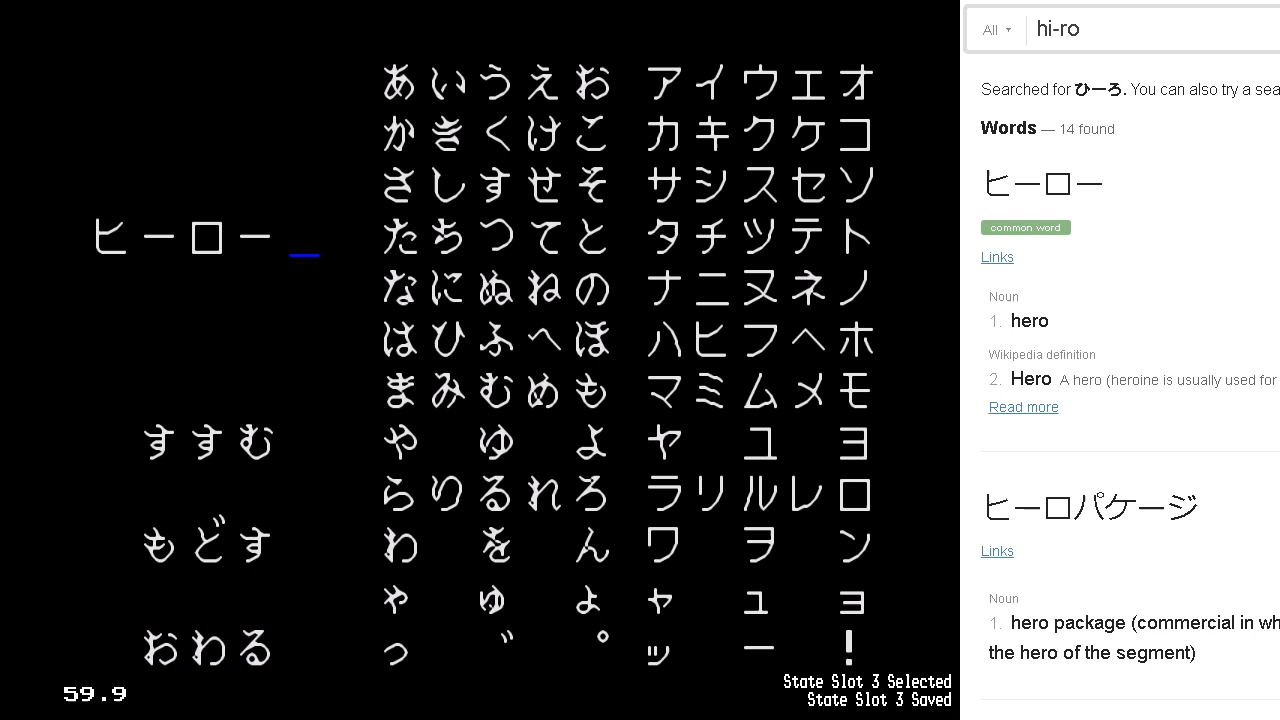 あいうえお アイウエオ
かきくけこ カキクケコ
さしすせそ サシスセソ
ヒーロー_ たちつてと タチツテト
なにぬねの ナニヌネノ
はひふへほ ハヒフヘホ
まみむめも マミムメモ
すすむ や ゆ よ ヤ ユ ヨ
らりるれろ ラリルレロ
もどす わ を ん ワ ヲ ン
ゃ ゅ ょ ャ ュ ョ
おわる っ ゛ ゜ ッ ー !
59.9
State Slot 3 Selected
State Slot 3 Saved
All ▾ hi-ro
Searched for ひーろ. You can also try a sea
Words — 14 found
ヒーロー
common word
Links
Noun
1. hero
Wikipedia definition
2. Hero A hero (heroine is usually used for
Read more
ヒーロパケージ
Links
Noun
1. hero package (commercial in wh
the hero of the segment)